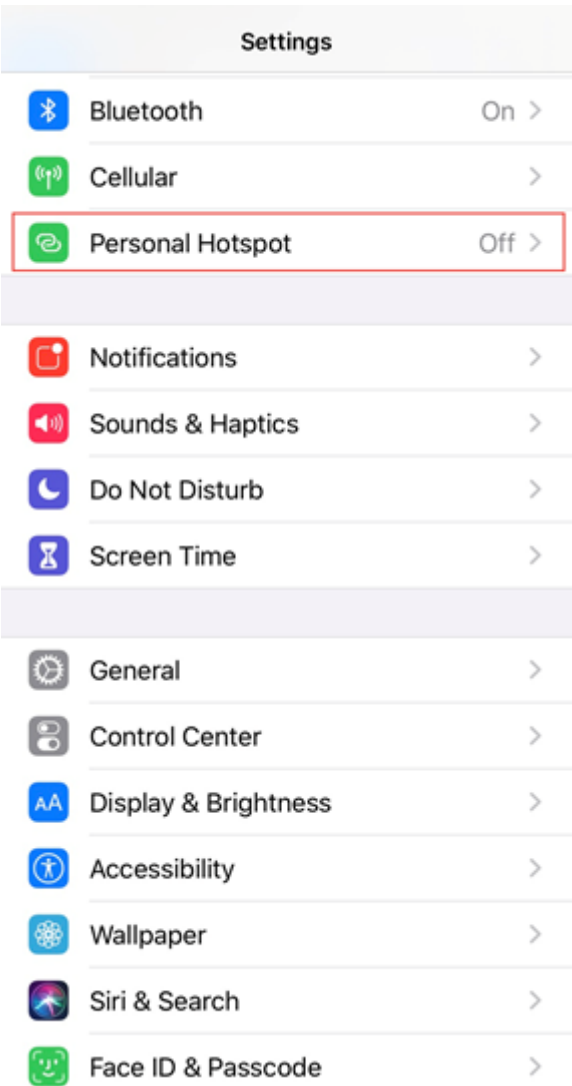 Settings
Bluetooth On
Cellular
Personal Hotspot Off
Notifications
Sounds & Haptics
Do Not Disturb
Screen Time
General
Control Center
AA Display & Brightness
Accessibility
Wallpaper
Siri & Search
Face ID & Passcode